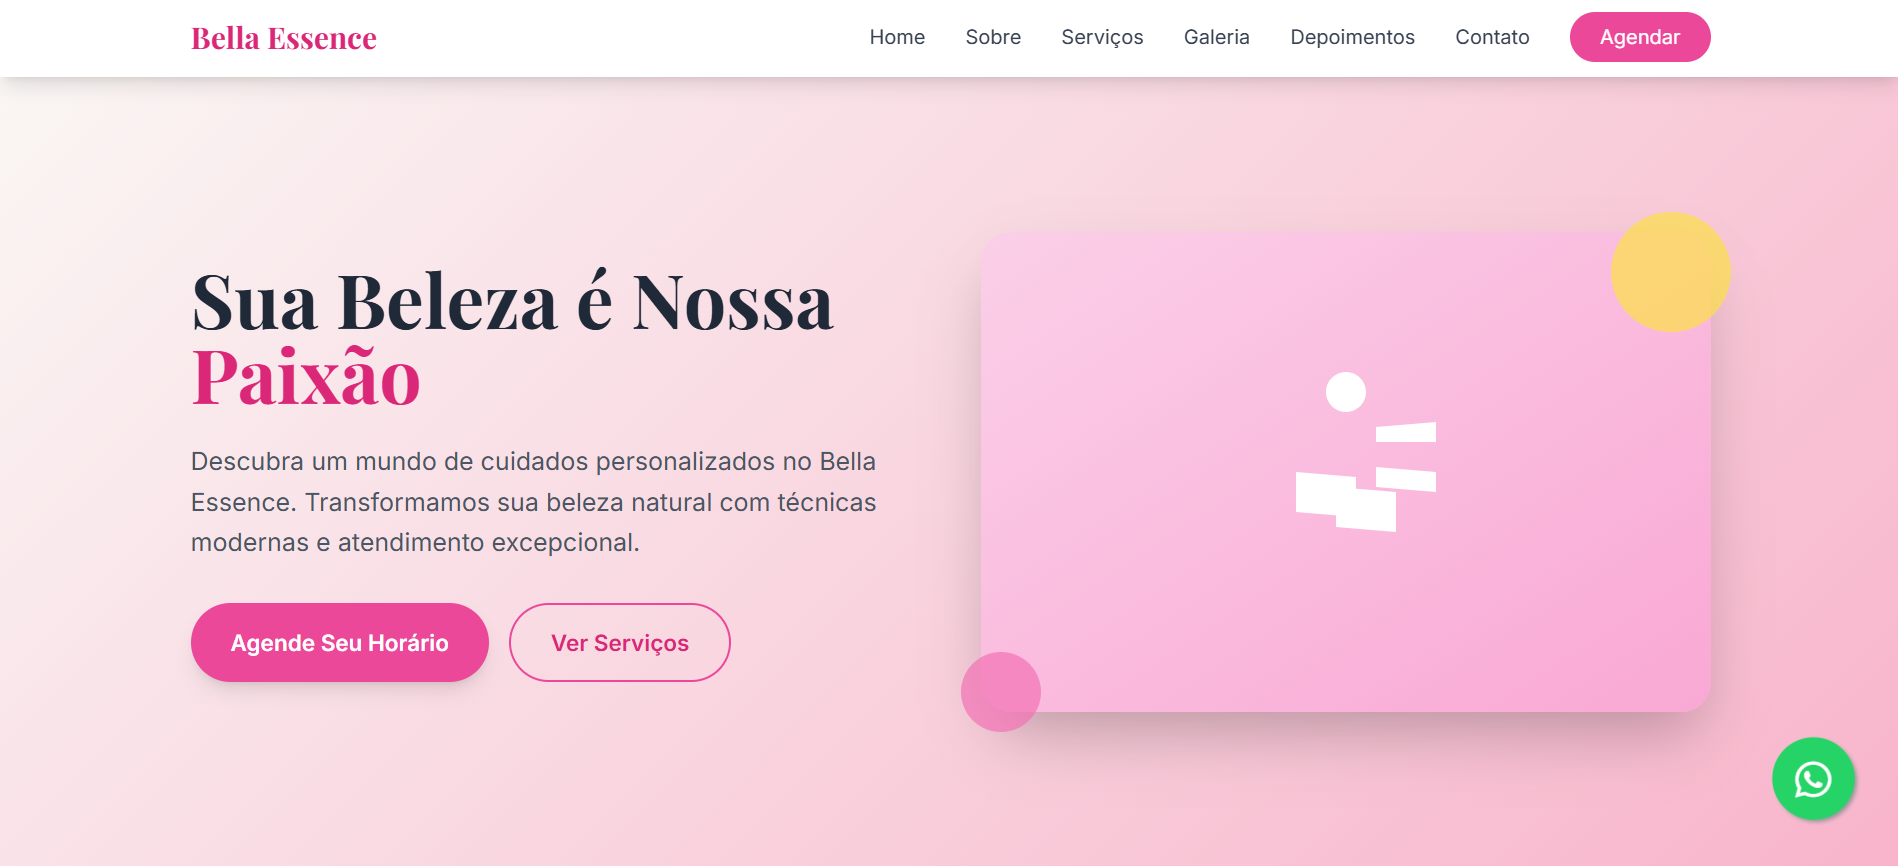 Bella Essence
Home Sobre Serviços Galeria Depoimentos Contato Agendar
Sua Beleza é Nossa
Paixão
Descubra um mundo de cuidados personalizados no Bella
Essence. Transformamos sua beleza natural com técnicas
modernas e atendimento excepcional.
Agende Seu Horário Ver Serviços